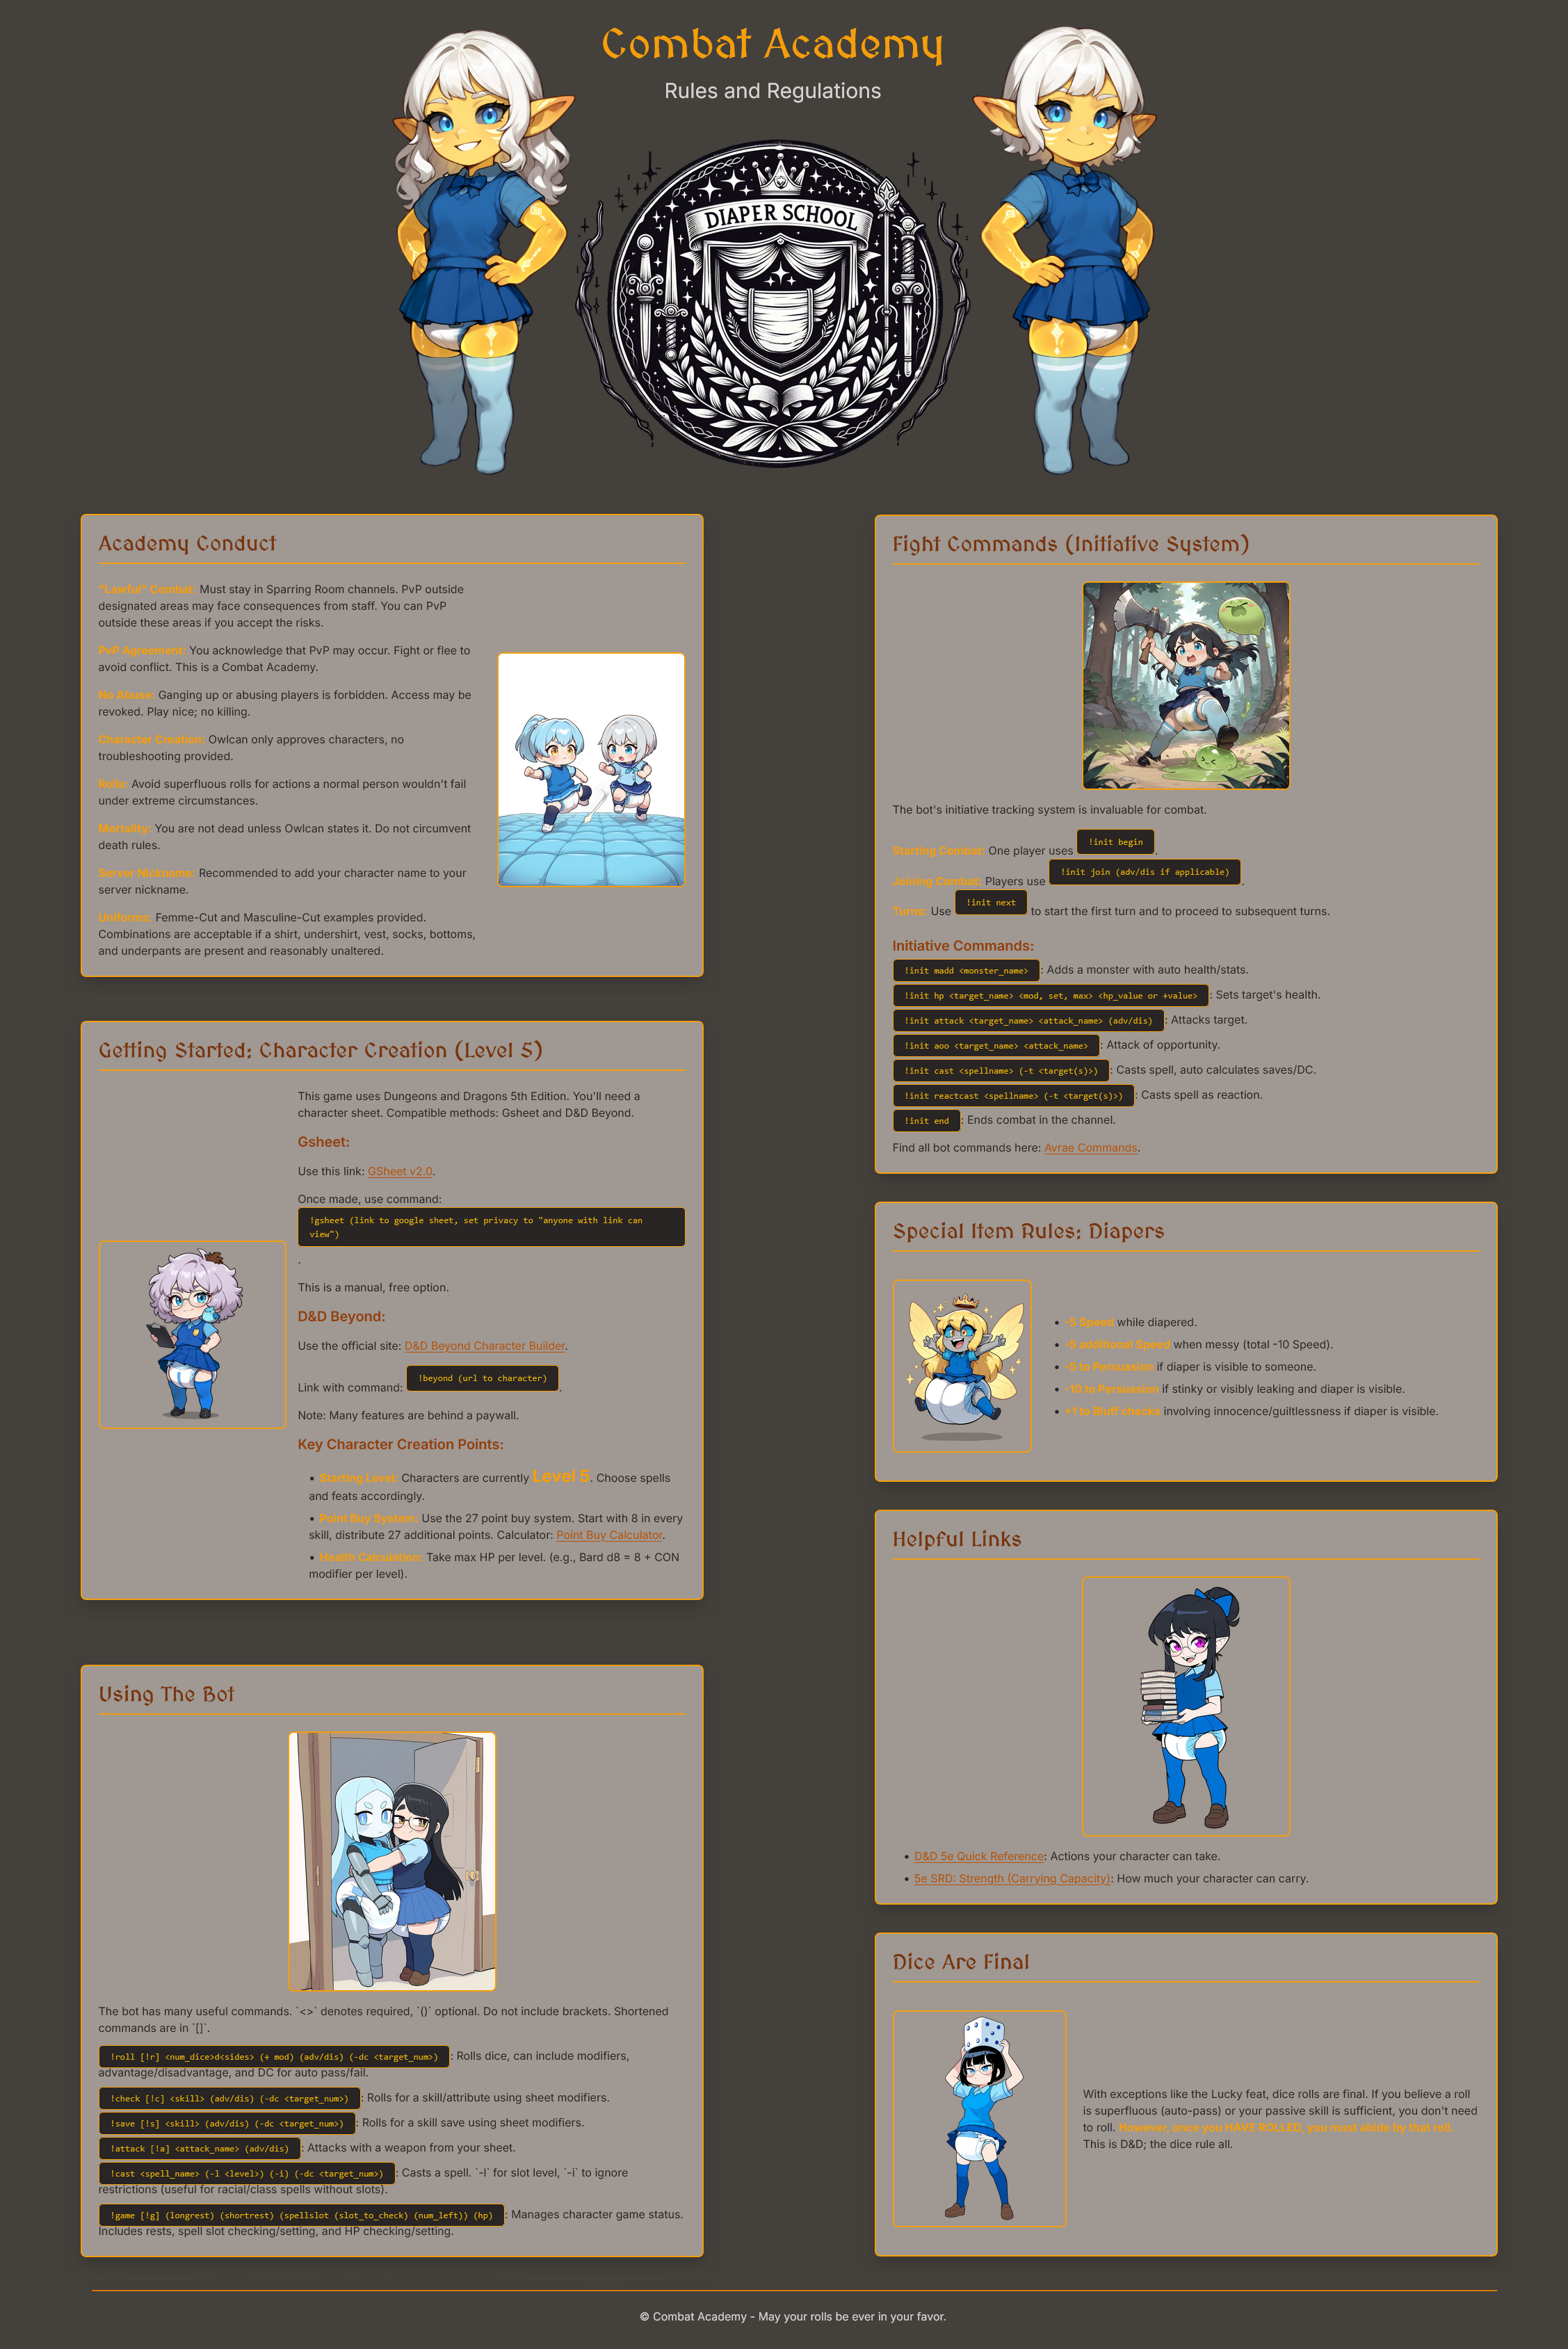 Combat Academy
Rules and Regulations
DIAPER SCHOOL
Academy Conduct
"Lawful" Combat: Must stay in Sparring Room channels. PvP outside
designated areas may face consequences from staff. You can PvP
outside these areas if you accept the risks.
PvP Agreement: You acknowledge that PvP may occur. Fight or flee to
avoid conflict. This is a Combat Academy.
No Abuse: Ganging up or abusing players is forbidden. Access may be
revoked. Play nice; no killing.
Character Creation: Owlcan only approves characters, no
troubleshooting provided.
Rolls: Avoid superfluous rolls for actions a normal person wouldn't fail
under extreme circumstances.
Mortality: You are not dead unless Owlcan states it. Do not circumvent
death rules.
Server Nickname: Recommended to add your character name to your
server nickname.
Uniforms: Femme-Cut and Masculine-Cut examples provided.
Combinations are acceptable if a shirt, undershirt, vest, socks, bottoms,
and underpants are present and reasonably unaltered.
Getting Started: Character Creation (Level 5)
This game uses Dungeons and Dragons 5th Edition. You'll need a
character sheet. Compatible methods: Gsheet and D&D Beyond.
Gsheet:
Use this link: GSheet v2.0.
Once made, use command:
!gsheet (link to google sheet, set privacy to "anyone with link can
view")
.
This is a manual, free option.
D&D Beyond:
Use the official site: D&D Beyond Character Builder.
Link with command: !beyond (url to character).
Note: Many features are behind a paywall.
Key Character Creation Points:
• Starting Level: Characters are currently Level 5. Choose spells
and feats accordingly.
• Point Buy System: Use the 27 point buy system. Start with 8 in every
skill, distribute 27 additional points. Calculator: Point Buy Calculator.
• Health Calculation: Take max HP per level. (e.g., Bard d8 = 8 + CON
modifier per level).
Using The Bot
The bot has many useful commands. `<>` denotes required, `()` optional. Do not include brackets. Shortened
commands are in `[]`.
!roll [!r] <num_dice>d<sides> (+ mod) (adv/dis) (-dc <target_num>): Rolls dice, can include modifiers,
advantage/disadvantage, and DC for auto pass/fail.
!check [!c] <skill> (adv/dis) (-dc <target_num>): Rolls for a skill/attribute using sheet modifiers.
!save [!s] <skill> (adv/dis) (-dc <target_num>): Rolls for a skill save using sheet modifiers.
!attack [!a] <attack_name> (adv/dis): Attacks with a weapon from your sheet.
!cast <spell_name> (-l <level>) (-i) (-dc <target_num>): Casts a spell. `-l` for slot level, `-i` to ignore
restrictions (useful for racial/class spells without slots).
!game [!g] (longrest) (shortrest) (spellslot (slot_to_check) (num_left)) (hp): Manages character game status.
Includes rests, spell slot checking/setting, and HP checking/setting.
Fight Commands (Initiative System)
The bot's initiative tracking system is invaluable for combat.
Starting Combat: One player uses !init begin.
Joining Combat: Players use !init join (adv/dis if applicable).
Turns: Use !init next to start the first turn and to proceed to subsequent turns.
Initiative Commands:
!init madd <monster_name>: Adds a monster with auto health/stats.
!init hp <target_name> <mod, set, max> <hp_value or +value>: Sets target's health.
!init attack <target_name> <attack_name> (adv/dis): Attacks target.
!init aoo <target_name> <attack_name>: Attack of opportunity.
!init cast <spellname> (-t <target(s)>): Casts spell, auto calculates saves/DC.
!init reactcast <spellname> (-t <target(s)>): Casts spell as reaction.
!init end: Ends combat in the channel.
Find all bot commands here: Avrae Commands.
Special Item Rules: Diapers
• -5 Speed while diapered.
• -5 additional Speed when messy (total -10 Speed).
• -5 to Persuasion if diaper is visible to someone.
• -10 to Persuasion if stinky or visibly leaking and diaper is visible.
• +1 to Bluff checks involving innocence/guiltlessness if diaper is visible.
Helpful Links
• D&D 5e Quick Reference: Actions your character can take.
• 5e SRD: Strength (Carrying Capacity): How much your character can carry.
Dice Are Final
With exceptions like the Lucky feat, dice rolls are final. If you believe a roll
is superfluous (auto-pass) or your passive skill is sufficient, you don't need
to roll. However, once you HAVE ROLLED, you must abide by that roll.
This is D&D; the dice rule all.
© Combat Academy - May your rolls be ever in your favor.